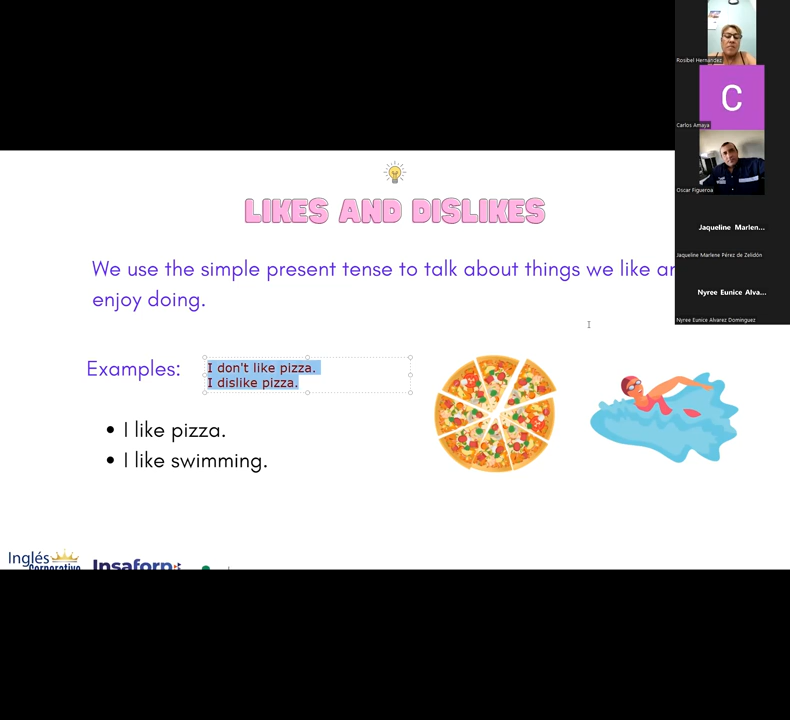 LIKES AND DISLIKES
We use the simple present tense to talk about things we like
enjoy doing.
Examples:
I don't like pizza.
I dislike pizza.
I like pizza.
I like swimming.
Inglés
Corporativo
Insaforp
Rosibel Hernandez
C
Carlos Amaya
Oscar Figueroa
Jaqueline Marlen...
Jaqueline Marlene Pérez de Zelidón
Nyree Eunice Alva...
Nyree Eunice Alvarez Dominguez